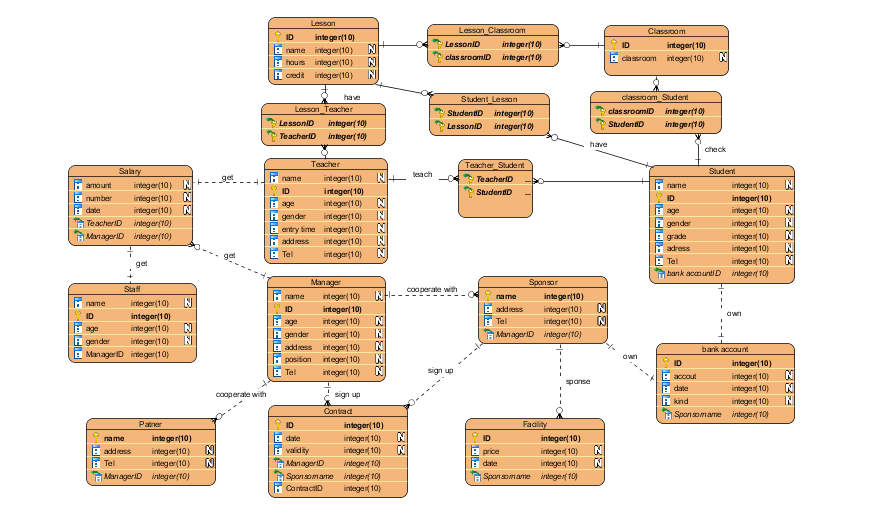 Lesson
ID integer(10)
name integer(10) N
hours integer(10) N
credit integer(10) N
Lesson_Classroom
LessonID integer(10)
classroomID integer(10)
Classroom
ID integer(10)
classroom integer(10) N
have
Lesson_Teacher
LessonID integer(10)
TeacherID integer(10)
Student_Lesson
StudentID integer(10)
LessonID integer(10)
classroom_Student
classroomID integer(10)
StudentID integer(10)
have
check
Salary
amount integer(10) N
number integer(10) N
date integer(10) N
TeacherID integer(10)
ManagerID integer(10)
get
Teacher
name integer(10) N
ID integer(10)
age integer(10) N
gender integer(10) N
entry time integer(10) N
address integer(10) N
Tel integer(10) N
teach
Teacher_Student
TeacherID ...
StudentID ...
Student
name integer(10) N
ID integer(10)
age integer(10) N
gender integer(10) N
grade integer(10) N
adress integer(10) N
Tel integer(10) N
bank accountID integer(10)
get
get
Staff
name integer(10) N
ID integer(10)
age integer(10) N
gender integer(10) N
ManagerID integer(10)
Manager
name integer(10) N
ID integer(10)
age integer(10) N
gender integer(10) N
address integer(10) N
position integer(10) N
Tel integer(10) N
cooperate with
Sponsor
name integer(10)
address integer(10) N
Tel integer(10) N
ManagerID integer(10)
own
own
bank account
ID integer(10)
accout integer(10) N
date integer(10) N
kind integer(10) N
Sponsorname integer(10)
sign up
sponse
cooperate with
sign up
Patner
name integer(10)
address integer(10) N
Tel integer(10) N
ManagerID integer(10)
Contract
ID integer(10)
date integer(10) N
validity integer(10) N
ManagerID integer(10)
Sponsorname integer(10)
ContractID integer(10)
Facility
ID integer(10)
price integer(10) N
date integer(10) N
Sponsorname integer(10)